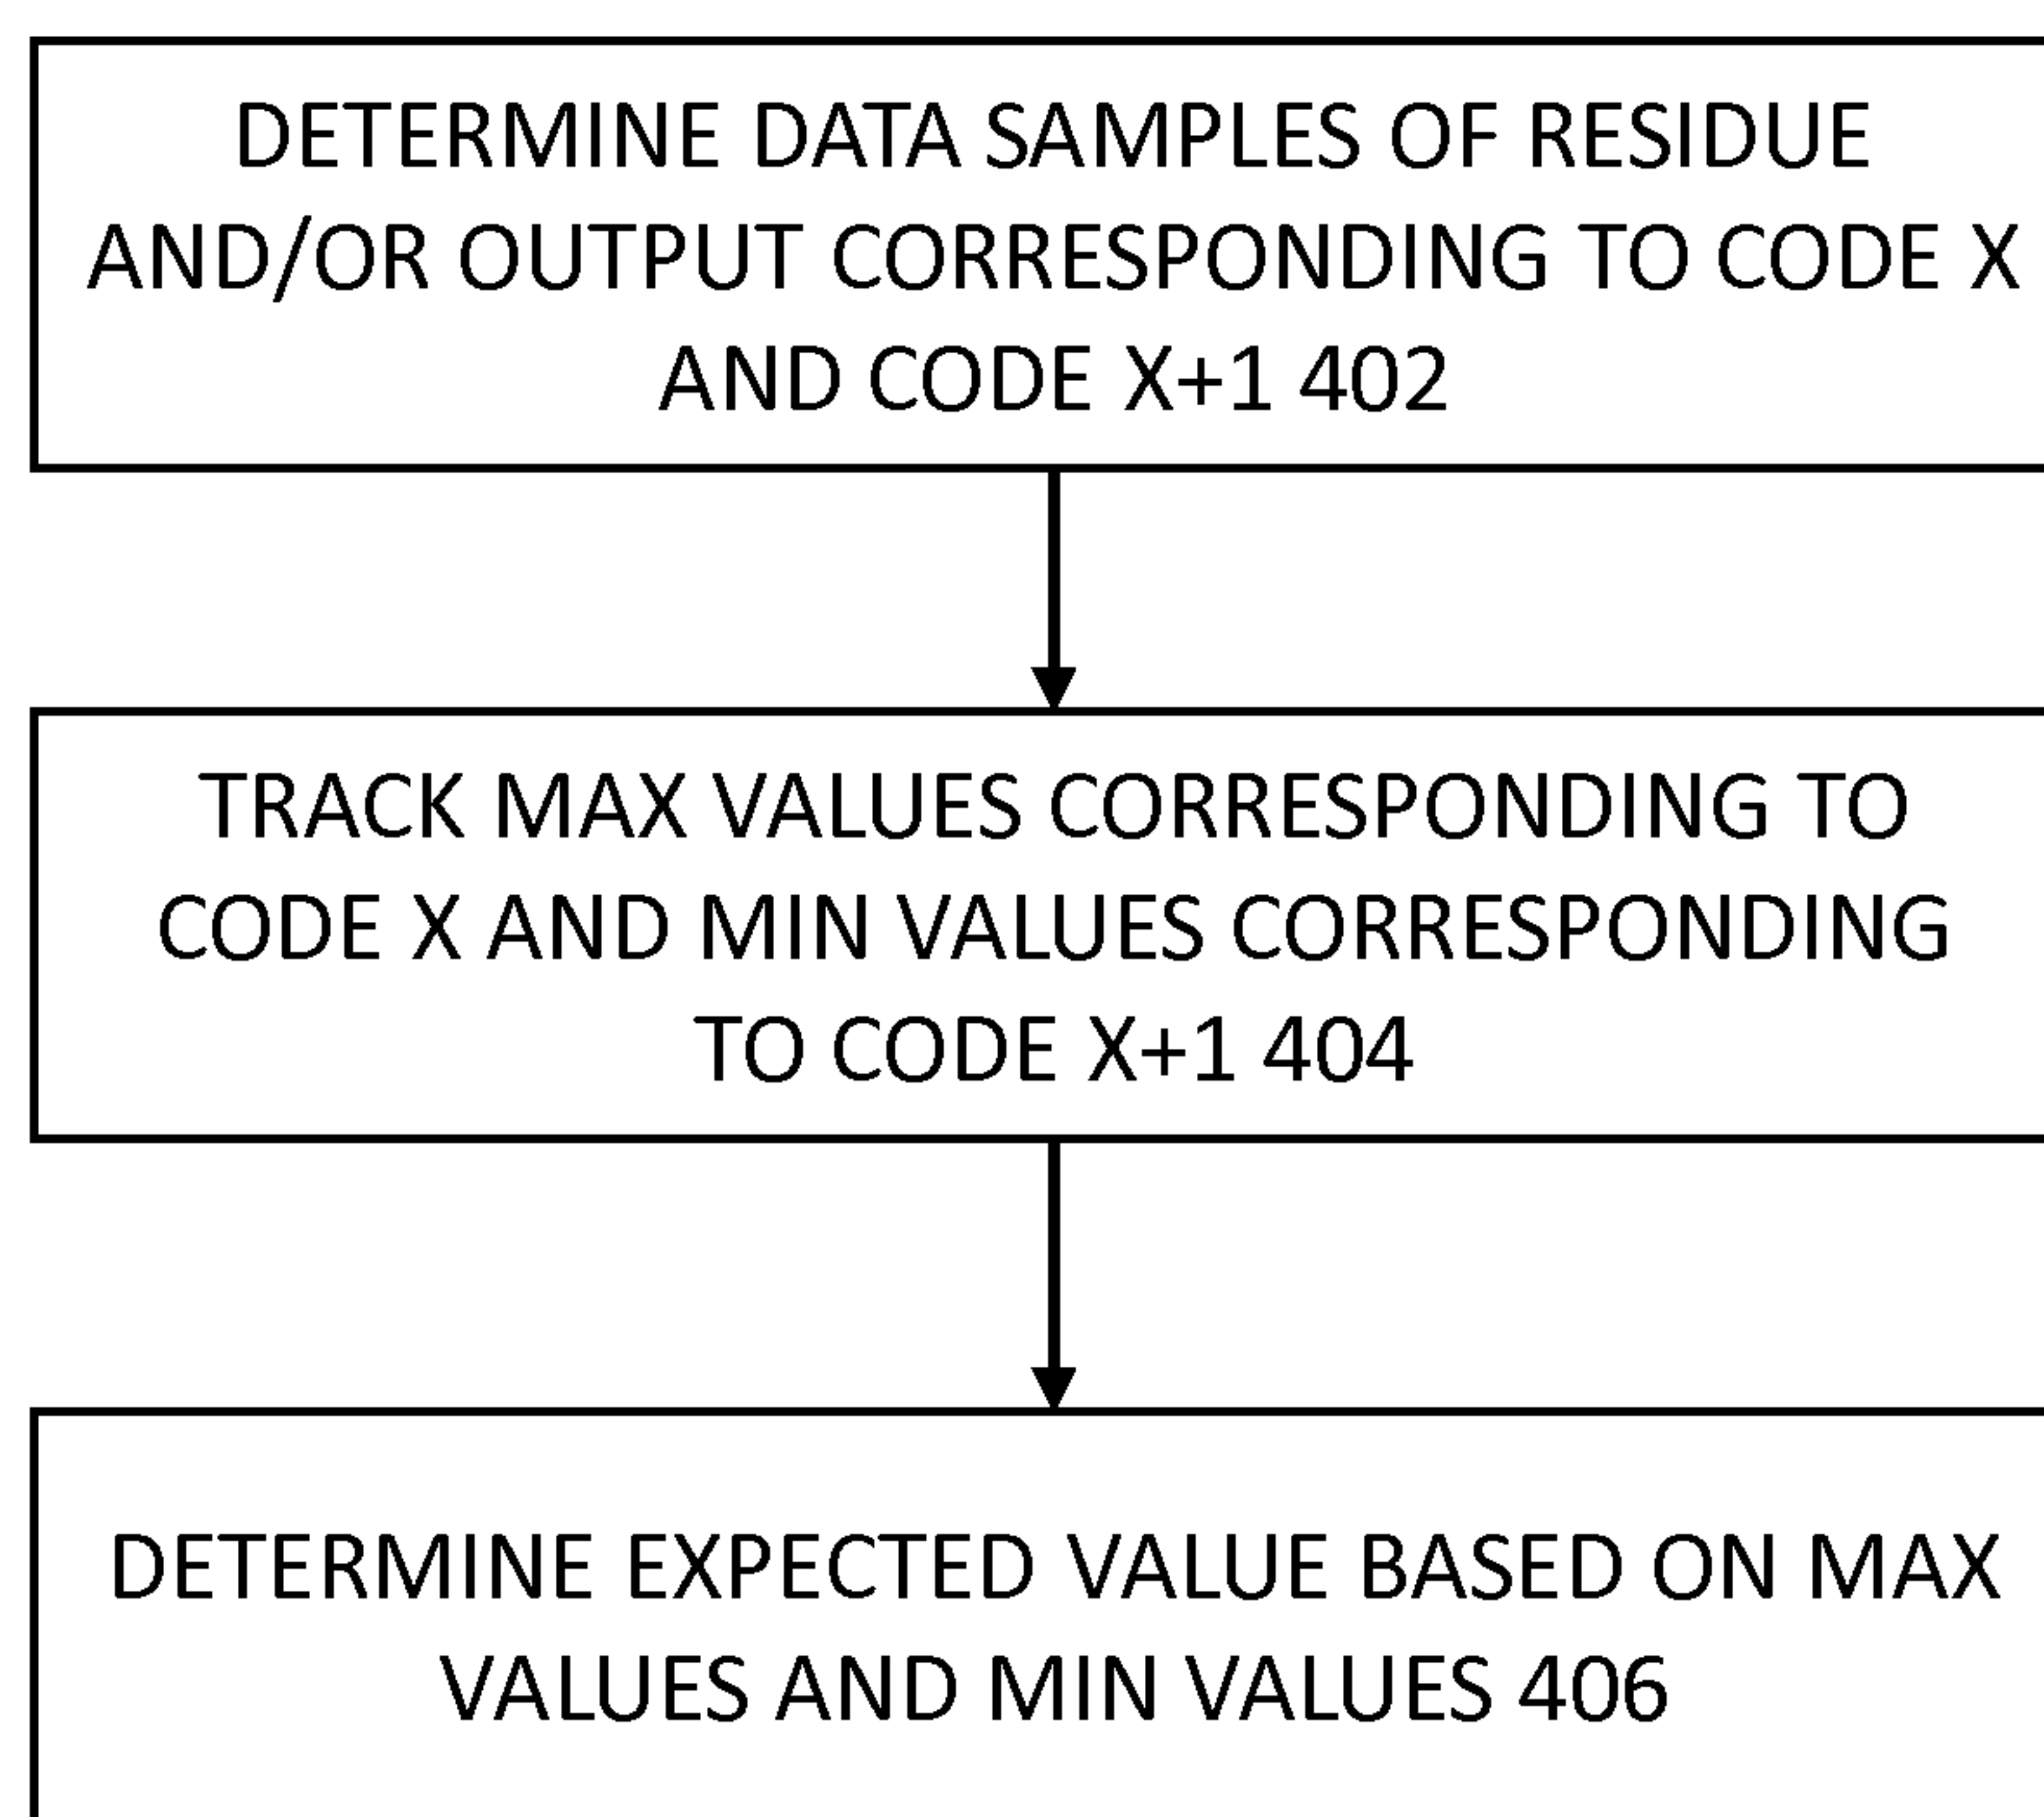 DETERMINE DATA SAMPLES OF RESIDUE
AND/OR OUTPUT CORRESPONDING TO CODE X
AND CODE X+1 402
TRACK MAX VALUES CORRESPONDING TO
CODE X AND MIN VALUES CORRESPONDING
TO CODE X+1 404
DETERMINE EXPECTED VALUE BASED ON MAX
VALUES AND MIN VALUES 406